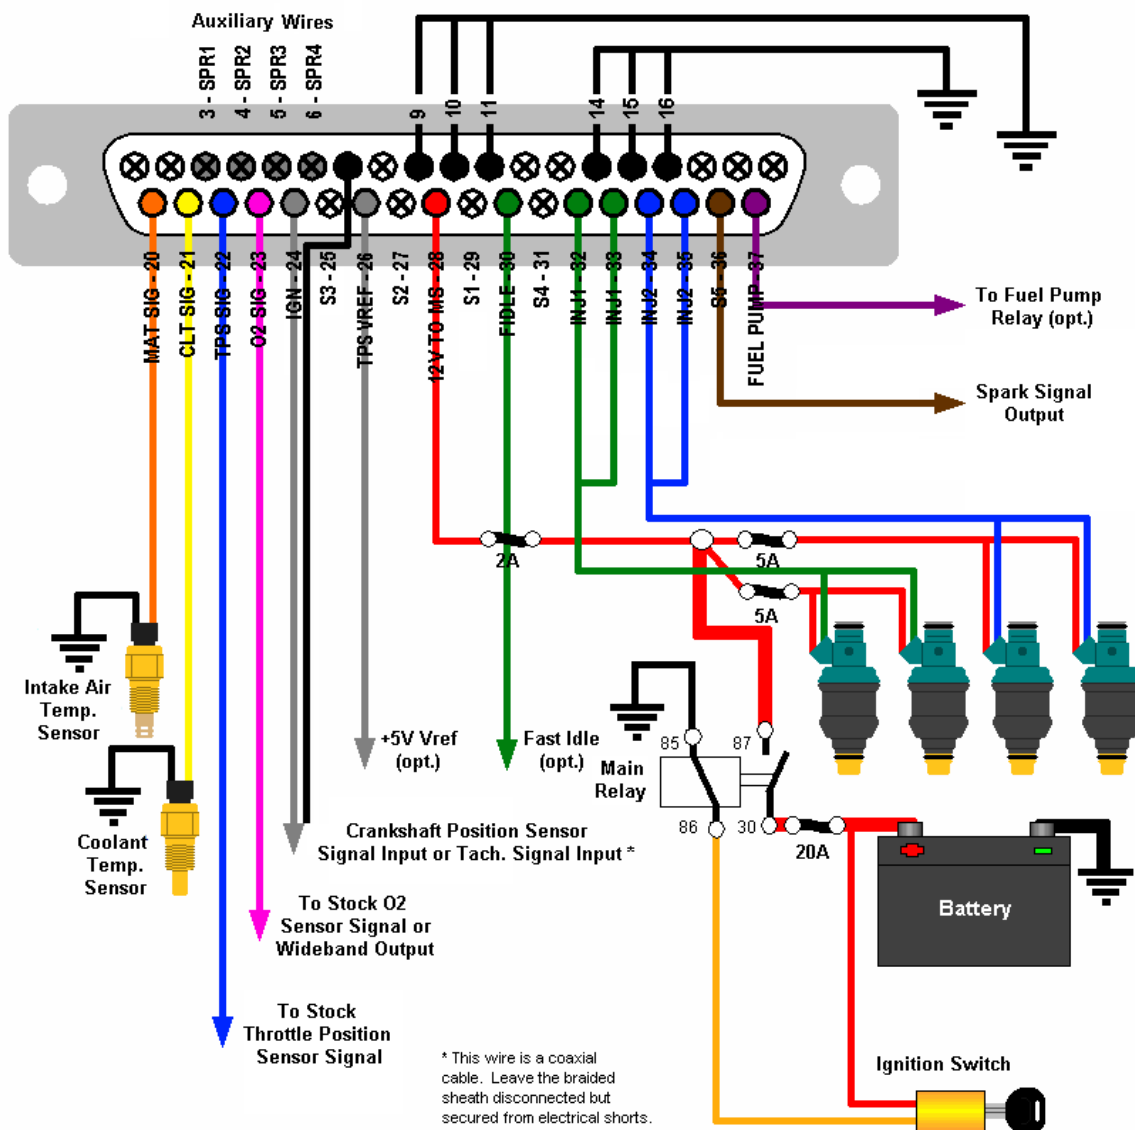 Auxiliary Wires
3 - SPR1
4 - SPR2
5 - SPR3
6 - SPR4
9
10
11
14
15
16
MAT SIG - 20
CLT SIG - 21
TPS SIG - 22
O2 SIG - 23
IGN - 24
S3 - 25
TPS VREF - 26
S2 - 27
12V TO MS - 28
S1 - 29
FIDLE - 30
S4 - 31
INJ1 - 32
INJ1 - 33
INJ2 - 34
INJ2 - 35
S5 - 36
FUEL PUMP - 37
To Fuel Pump
Relay (opt.)
Spark Signal
Output
2A
5A
5A
Intake Air
Temp.
Sensor
+5V Vref
(opt.)
Fast Idle
(opt.)
85
87
Main
Relay
86
30
20A
Coolant
Temp.
Sensor
Crankshaft Position Sensor
Signal Input or Tach. Signal Input *
Battery
To Stock O2
Sensor Signal or
Wideband Output
To Stock
Throttle Position
Sensor Signal
* This wire is a coaxial
cable. Leave the braided
sheath disconnected but
secured from electrical shorts.
Ignition Switch